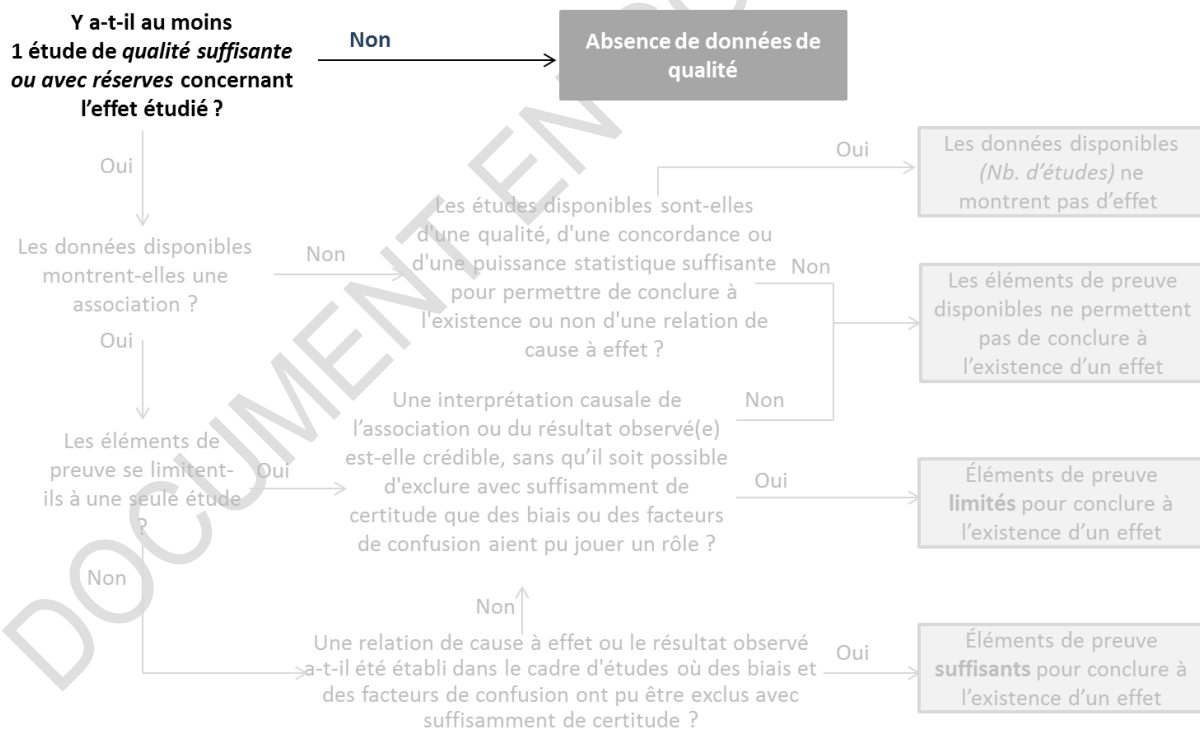 Y a-t-il au moins
1 étude de qualité suffisante
ou avec réserves concernant
l'effet étudié ?
Non
Absence de données de
qualité
Oui
Les données disponibles
montrent-elles une
association ?
Non
Les études disponibles sont-elles
d'une qualité, d'une concordance ou
d'une puissance statistique suffisante
pour permettre de conclure à
l'existence ou non d'une relation de
cause à effet ?
Oui
Les données disponibles
(Nb. d'études) ne
montrent pas d'effet
Non
Les éléments de preuve
disponibles ne permettent
pas de conclure à
l'existence d'un effet
Oui
Les éléments de
preuve se limitent-
ils à une seule étude
?
Oui
Une interprétation causale de
l'association ou du résultat observé(e)
est-elle crédible, sans qu'il soit possible
d'exclure avec suffisamment de
certitude que des biais ou des facteurs
de confusion aient pu jouer un rôle ?
Non
Oui
Éléments de preuve
limités pour conclure à
l'existence d'un effet
Non
Non
Une relation de cause à effet ou le résultat observé
a-t-il été établi dans le cadre d'études où des biais et
des facteurs de confusion ont pu être exclus avec
suffisamment de certitude ?
Oui
Éléments de preuve
suffisants pour conclure à
l'existence d'un effet
DOCUMENT EN